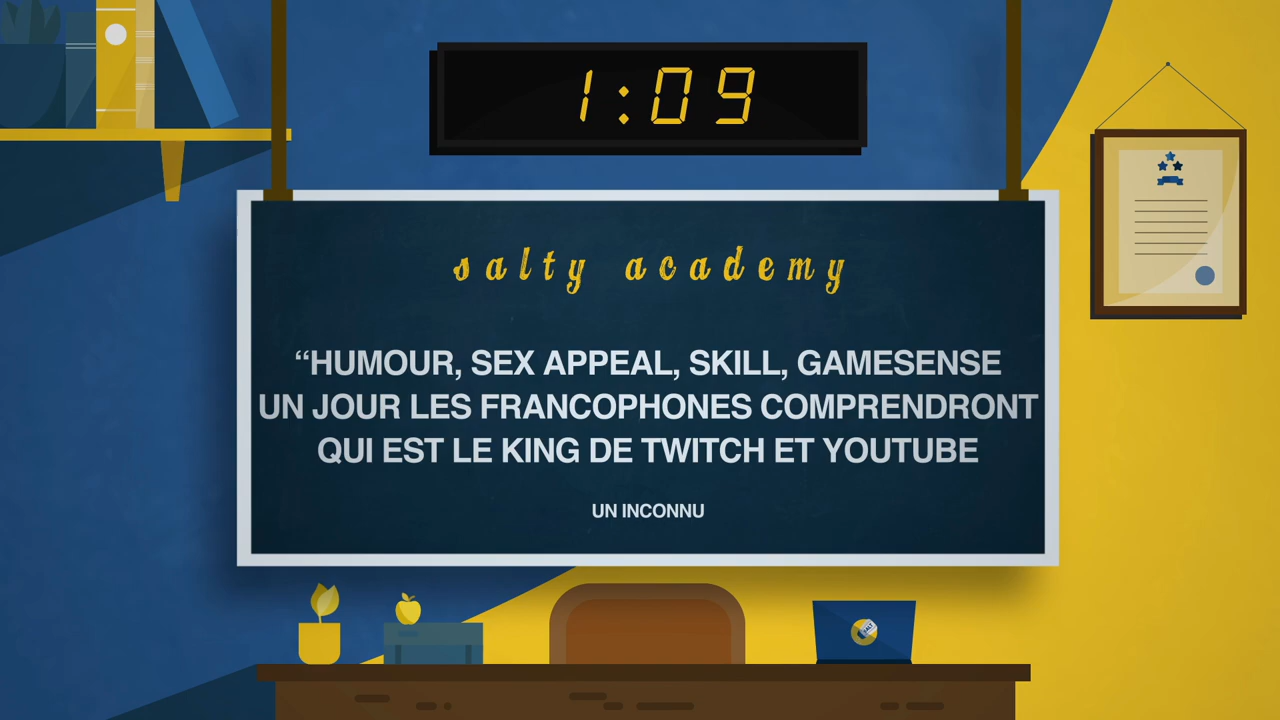 1:09
salty academy
“HUMOUR, SEX APPEAL, SKILL, GAMESENSE
UN JOUR LES FRANCOPHONES COMPRENDRONT
QUI EST LE KING DE TWITCH ET YOUTUBE
UN INCONNU